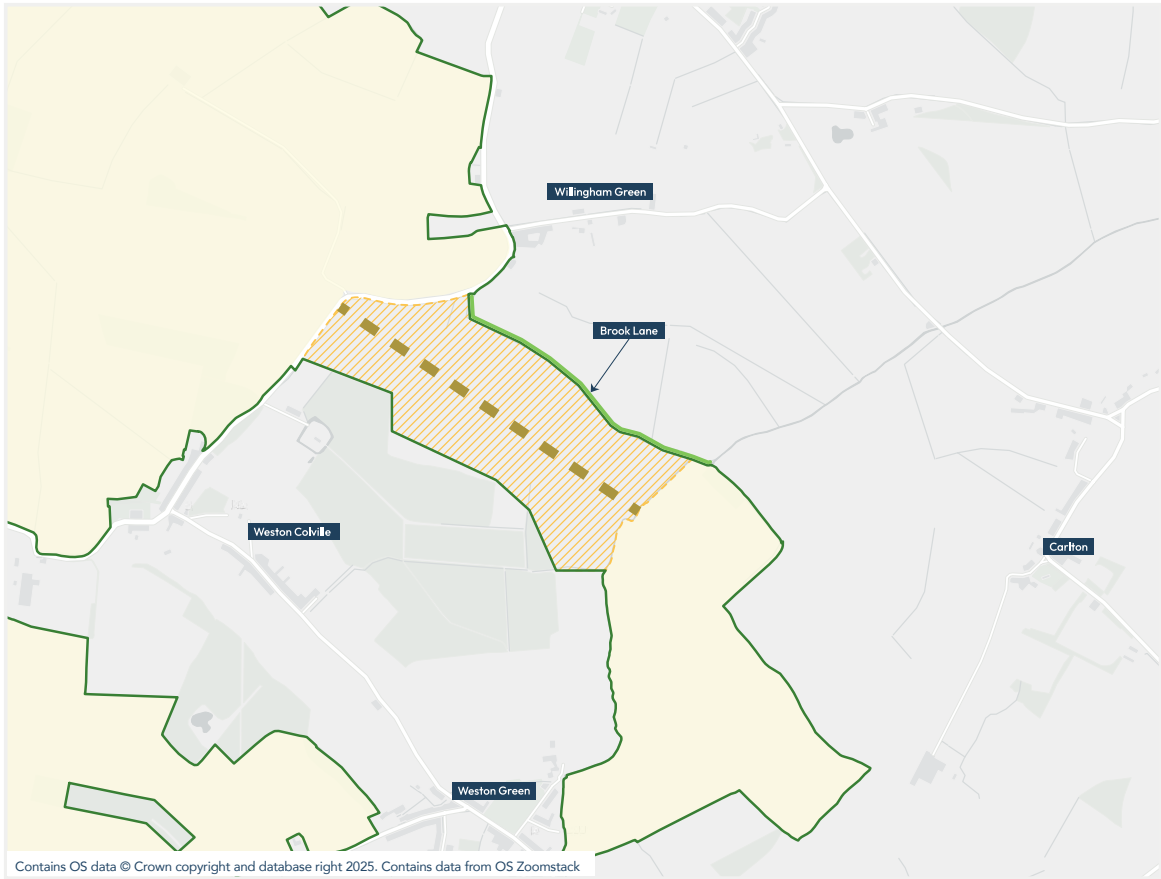 Willingham Green
Brook Lane
Weston Colville
Carlton
Weston Green
Contains OS data © Crown copyright and database right 2025. Contains data from OS Zoomstack